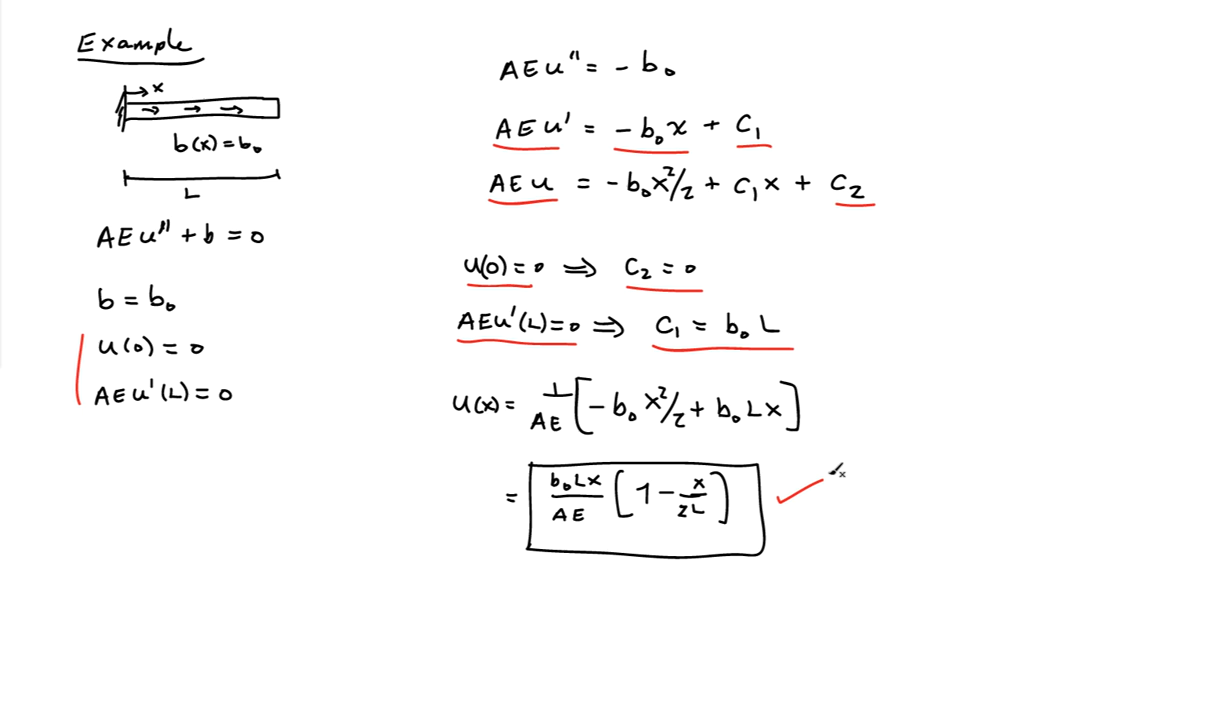 Example
x
b(x) = b₀
L
AEu'' + b = 0
b = b₀
u(0) = 0
AEu'(L) = 0
AEu'' = - b₀
AEu' = - b₀x + C₁
AEu = - b₀x²/2 + C₁x + C₂
u(0) = 0 ⇒ C₂ = 0
AEu'(L) = 0 ⇒ C₁ = b₀L
u(x) = 1/AE [- b₀x²/2 + b₀Lx]
= b₀Lx/AE [1 - x/2L]